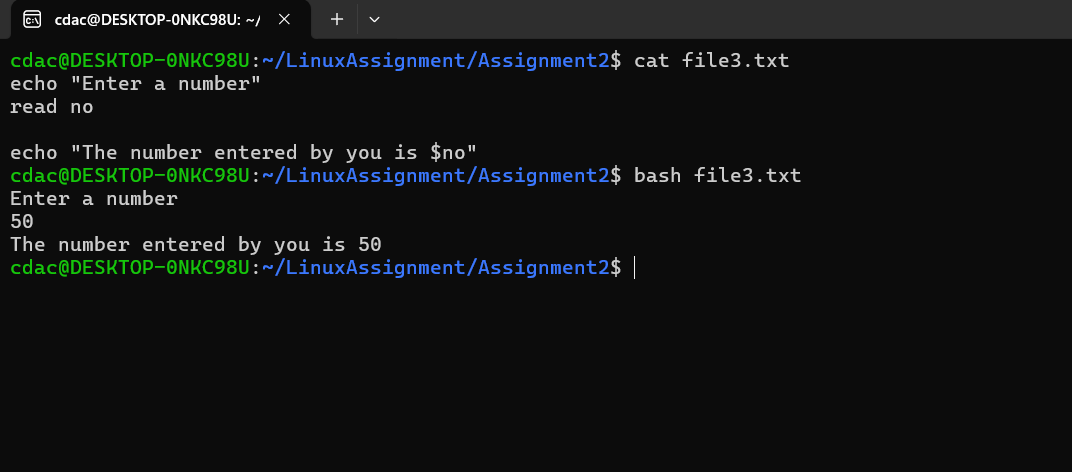 cdac@DESKTOP-0NKC98U: ~/
cdac@DESKTOP-0NKC98U:~/LinuxAssignment/Assignment2$ cat file3.txt
echo "Enter a number"
read no
echo "The number entered by you is $no"
cdac@DESKTOP-0NKC98U:~/LinuxAssignment/Assignment2$ bash file3.txt
Enter a number
50
The number entered by you is 50
cdac@DESKTOP-0NKC98U:~/LinuxAssignment/Assignment2$